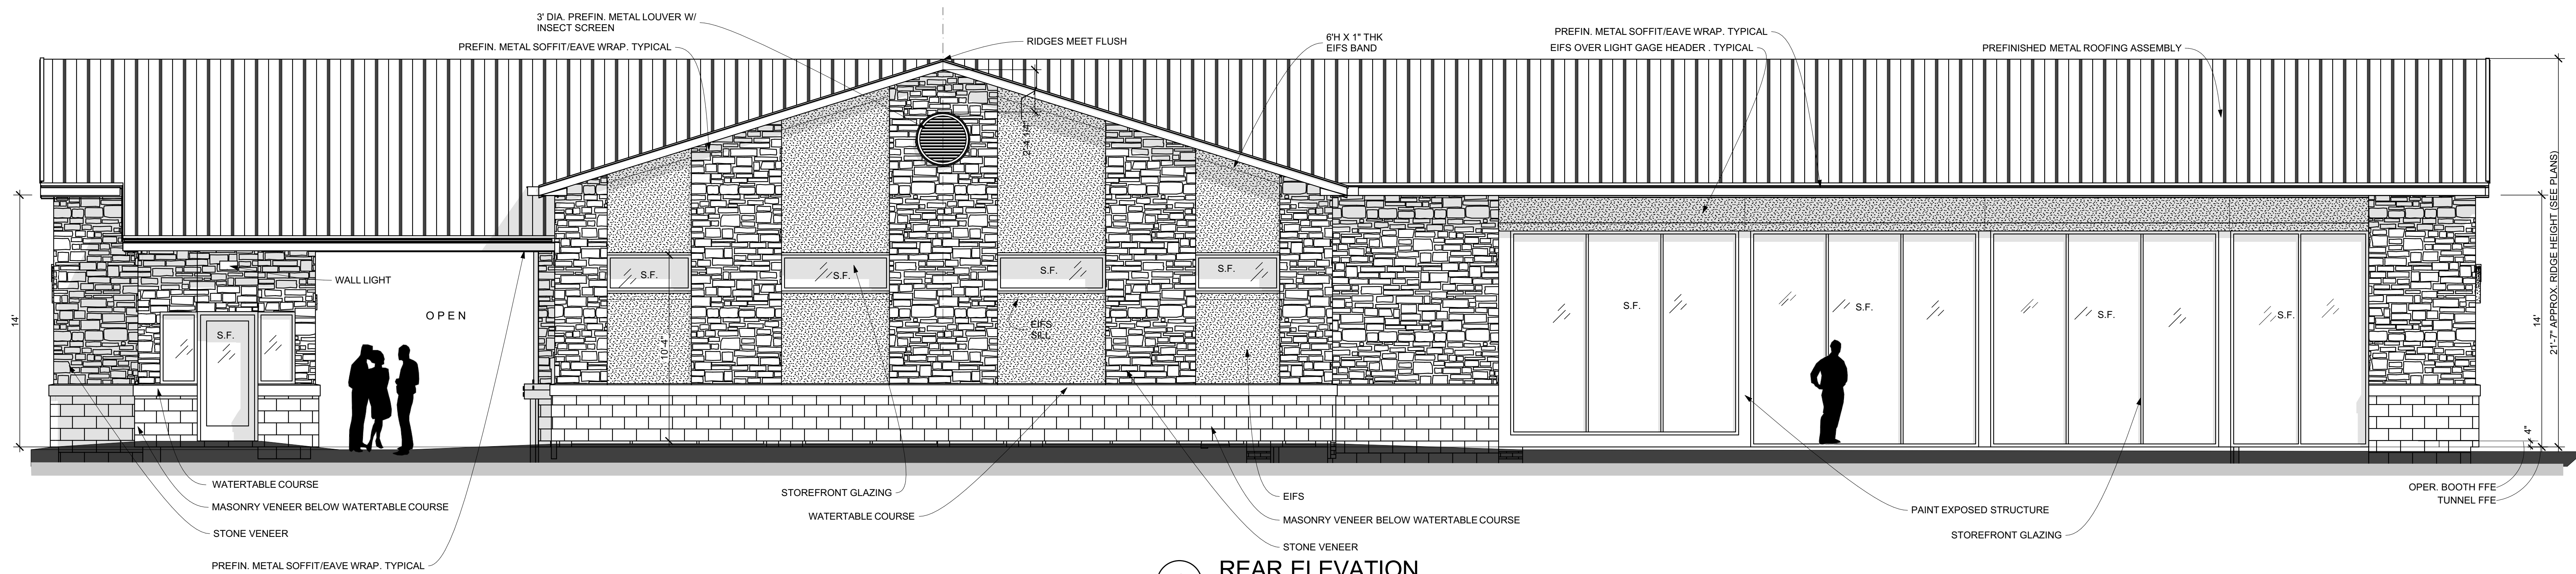 3' DIA. PREFIN. METAL LOUVER W/
INSECT SCREEN
PREFIN. METAL SOFFIT/EAVE WRAP. TYPICAL
RIDGES MEET FLUSH
6'H X 1" THK
EIFS BAND
PREFIN. METAL SOFFIT/EAVE WRAP. TYPICAL
EIFS OVER LIGHT GAGE HEADER . TYPICAL
PREFINISHED METAL ROOFING ASSEMBLY
2'-4 1/4"
14'
WALL LIGHT
OPEN
S.F.
S.F.
S.F.
S.F.
S.F.
EIFS
SILL
10'-4"
S.F.
S.F.
S.F.
S.F.
14'
21'-7" APPROX. RIDGE HEIGHT (SEE PLANS)
4"
WATERTABLE COURSE
MASONRY VENEER BELOW WATERTABLE COURSE
STONE VENEER
PREFIN. METAL SOFFIT/EAVE WRAP. TYPICAL
STOREFRONT GLAZING
WATERTABLE COURSE
EIFS
MASONRY VENEER BELOW WATERTABLE COURSE
STONE VENEER
PAINT EXPOSED STRUCTURE
STOREFRONT GLAZING
OPER. BOOTH FFE
TUNNEL FFE
REAR ELEVATION